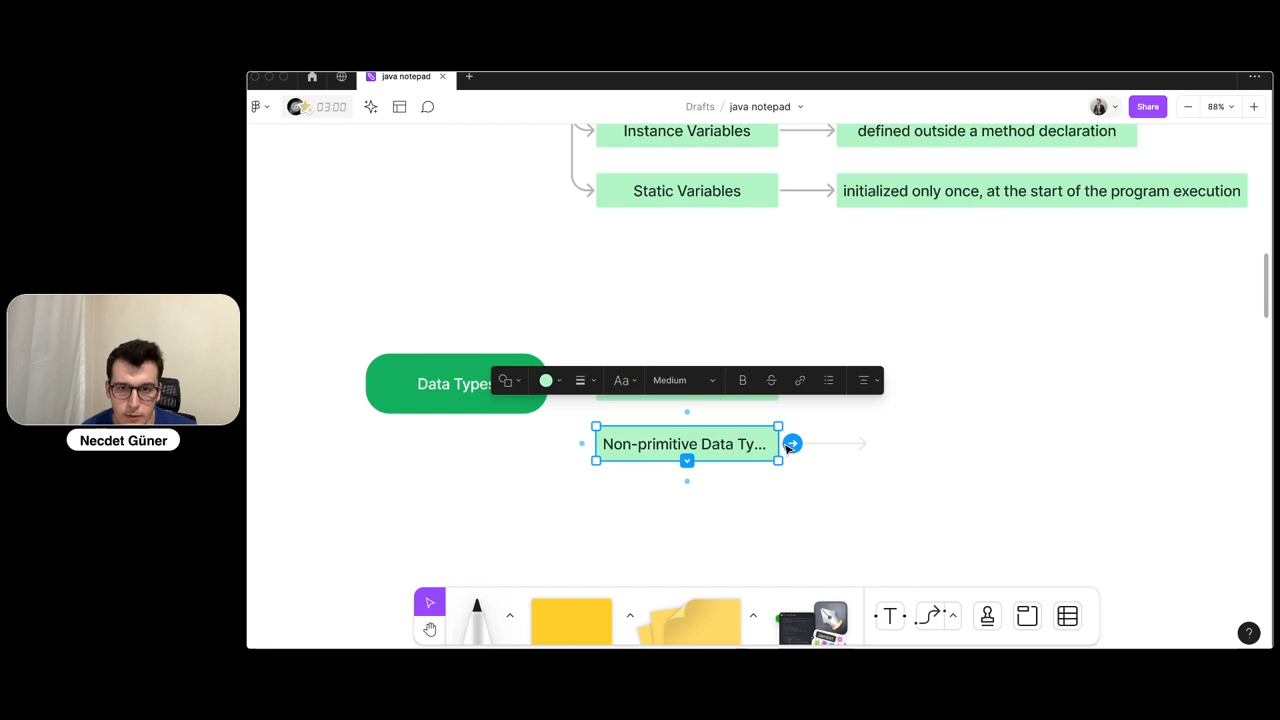 java notepad
03:00
Drafts / java notepad
Share
88%
Instance Variables
defined outside a method declaration
Static Variables
initialized only once, at the start of the program execution
Data Types
Aa
Medium
B
S
Non-primitive Data Ty...
Necdet Güner
T
?